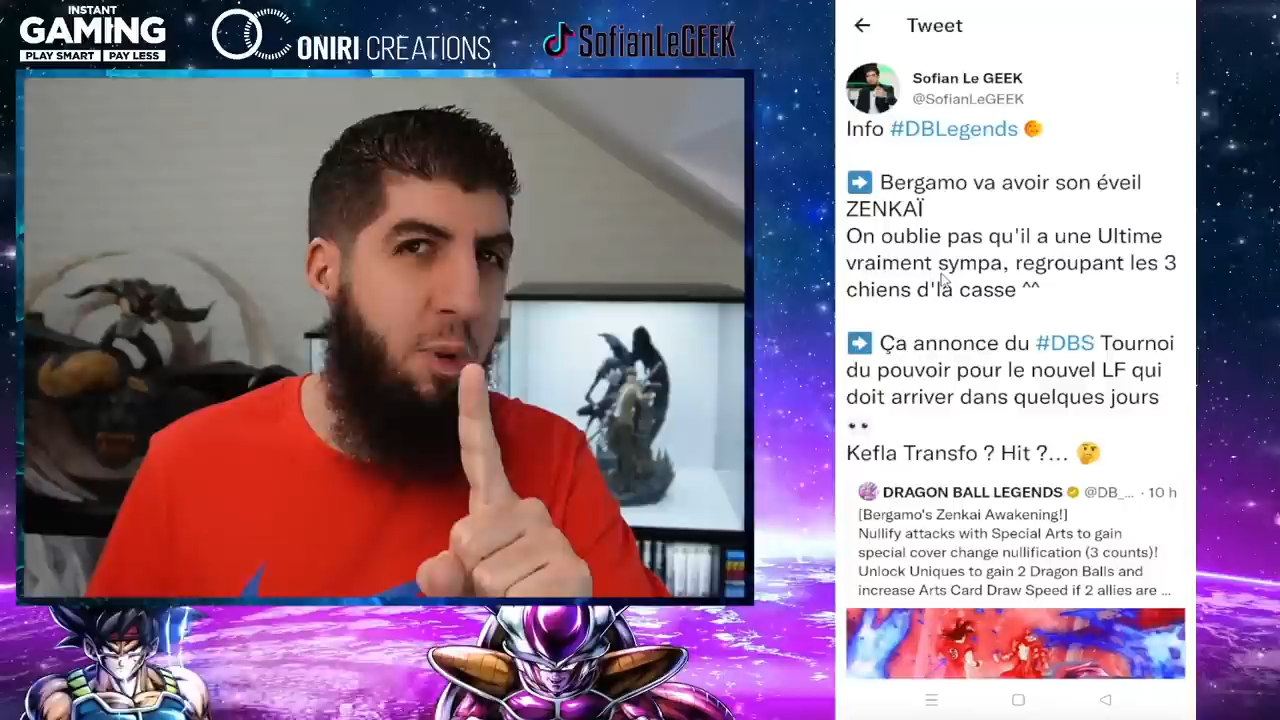 INSTANT
GAMING
PLAY SMART PAY LESS
ONIRI CREATIONS
SofianLeGEEK
Tweet
Sofian Le GEEK
@SofianLeGEEK
Info #DBLegends
Bergamo va avoir son éveil
ZENKAÏ
On oublie pas qu'il a une Ultime
vraiment sympa, regroupant les 3
chiens d'la casse ^^
Ça annonce du #DBS Tournoi
du pouvoir pour le nouvel LF qui
doit arriver dans quelques jours
Kefla Transfo ? Hit ?...
DRAGON BALL LEGENDS @DB_... · 10 h
[Bergamo's Zenkai Awakening!]
Nullify attacks with Special Arts to gain
special cover change nullification (3 counts)!
Unlock Uniques to gain 2 Dragon Balls and
increase Arts Card Draw Speed if 2 allies are ...